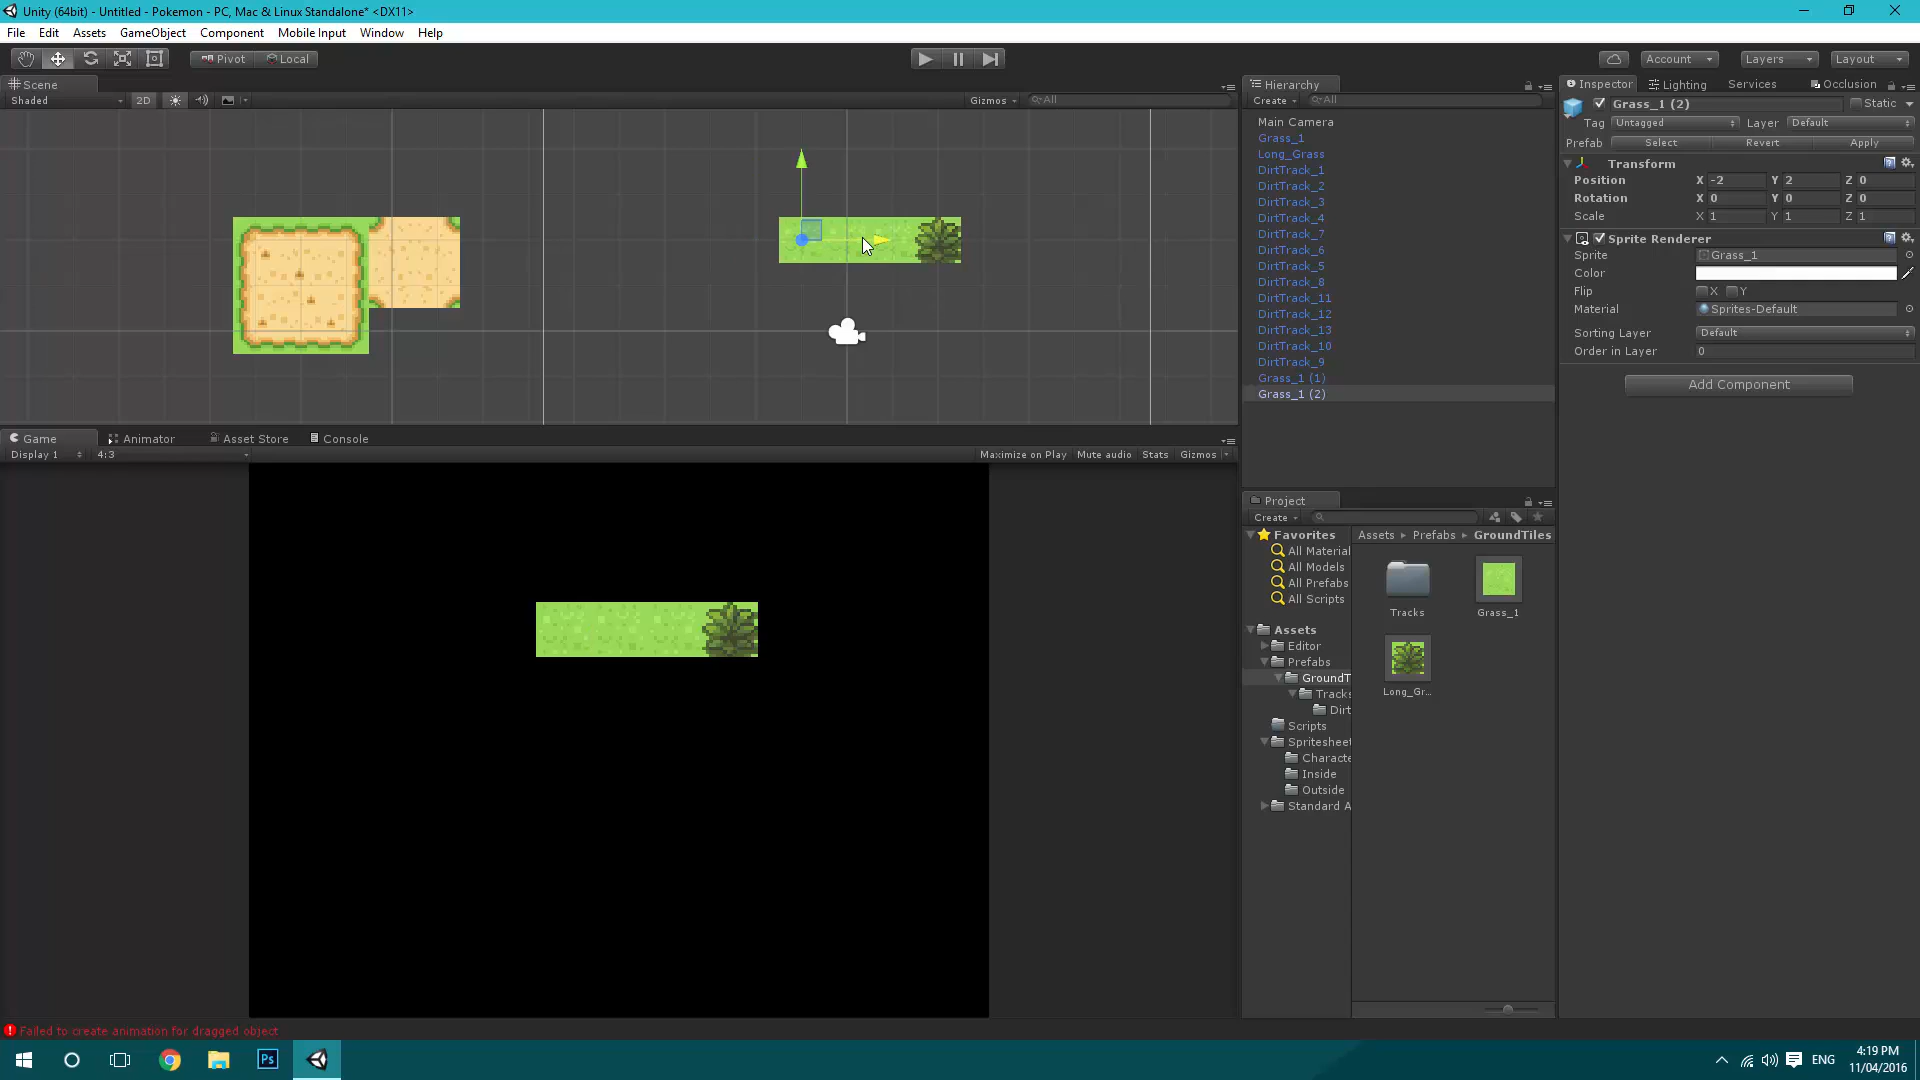 Unity (64bit) - Untitled - Pokemon - PC, Mac & Linux Standalone* <DX11>
File Edit Assets GameObject Component Mobile Input Window Help
Pivot Local Account Layers Layout
Scene
Shaded 2D Gizmos All
Game Animator Asset Store Console
Display 1 4:3 Maximize on Play Mute audio Stats Gizmos
Hierarchy
Create All
Main Camera
Grass_1
Long_Grass
DirtTrack_1
DirtTrack_2
DirtTrack_3
DirtTrack_4
DirtTrack_7
DirtTrack_6
DirtTrack_5
DirtTrack_8
DirtTrack_11
DirtTrack_12
DirtTrack_13
DirtTrack_10
DirtTrack_9
Grass_1 (1)
Grass_1 (2)
Project
Create
Favorites
All Material
All Models
All Prefabs
All Scripts
Assets
Editor
Prefabs
GroundT
Tracks
Dirt
Scripts
Spritesheet
Characte
Inside
Outside
Standard A
Assets Prefabs GroundTiles
Tracks
Grass_1
Long_Gr...
Inspector Lighting Services Occlusion
Grass_1 (2) Static
Tag Untagged Layer Default
Prefab Select Revert Apply
Transform
Position X -2 Y 2 Z 0
Rotation X 0 Y 0 Z 0
Scale X 1 Y 1 Z 1
Sprite Renderer
Sprite Grass_1
Color
Flip X Y
Material Sprites-Default
Sorting Layer Default
Order in Layer 0
Add Component
Failed to create animation for dragged object
Ps
ENG
4:19 PM
11/04/2016